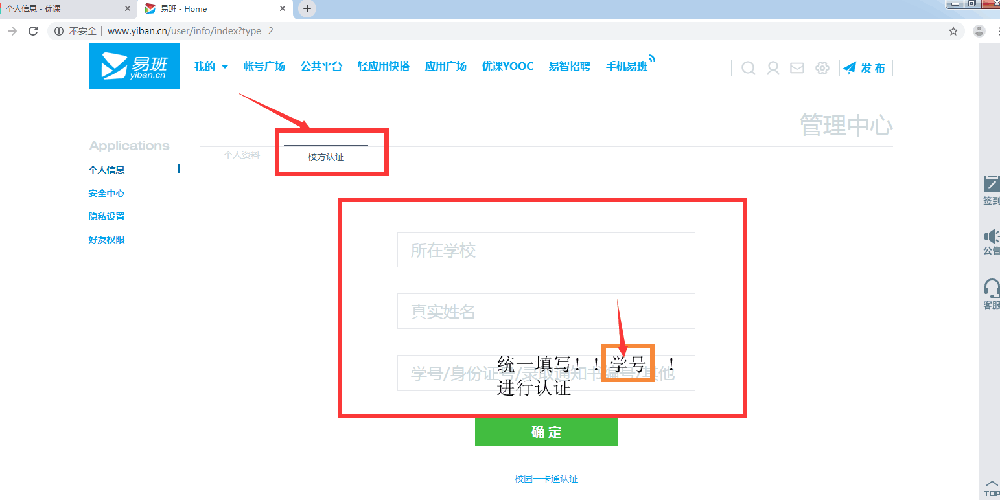 个人信息 - 优课
易班 - Home
不安全
www.yiban.cn/user/info/index?type=2
易班
yiban.cn
我的
帐号广场
公共平台
轻应用快搭
应用广场
优课YOOC
易智招聘
手机易班
发布
管理中心
Applications
个人信息
安全中心
隐私设置
好友权限
个人资料
校方认证
所在学校
真实姓名
学号/身份证号/录取通知书编号/其他
统一填写！！学号 ！
进行认证
确定
校园一卡通认证
签到
公告
客服
TOP